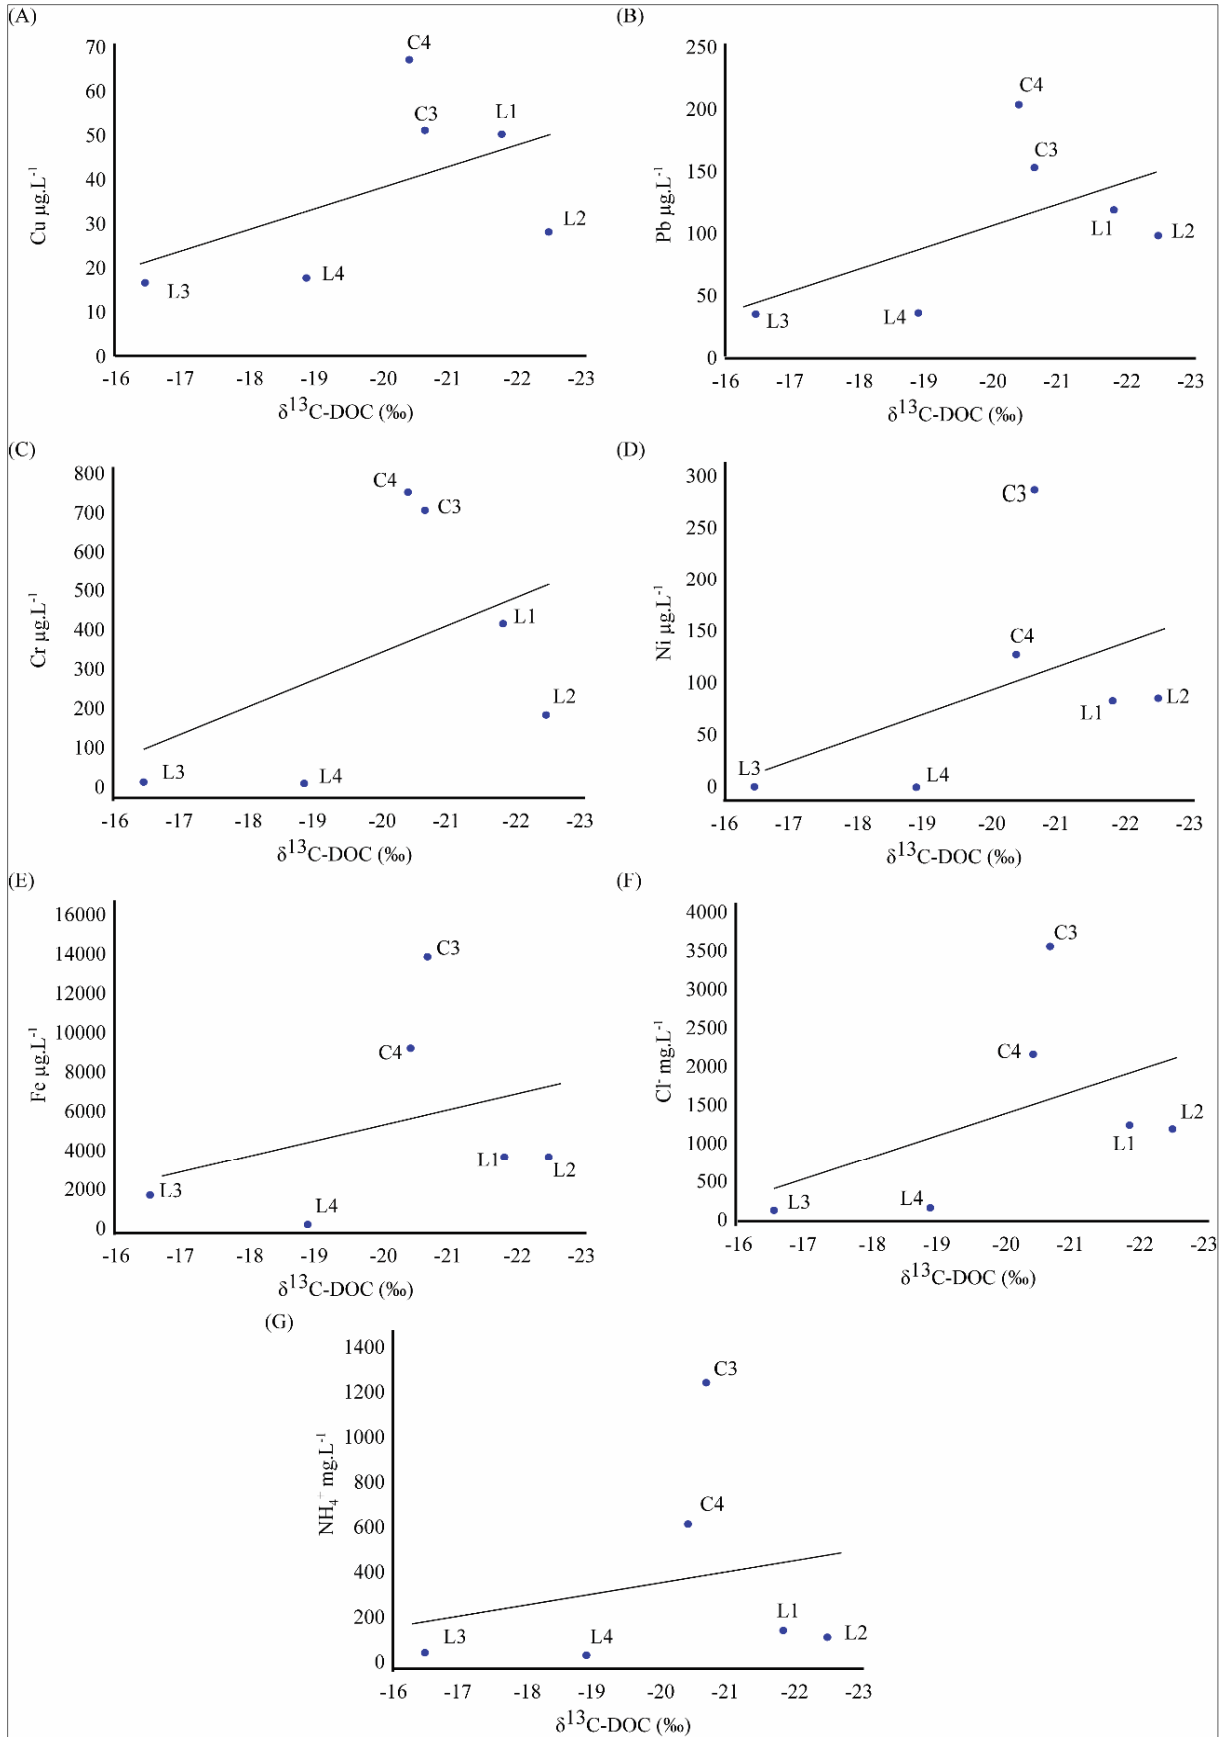 (A)
70
60
50
40
30
20
10
0
Cu µg.L-1
C4
C3
L1
L2
L3
L4
-16 -17 -18 -19 -20 -21 -22 -23
δ13C-DOC (‰)
(B)
250
200
150
100
50
0
Pb µg.L-1
C4
C3
L1
L2
L3
L4
-16 -17 -18 -19 -20 -21 -22 -23
δ13C-DOC (‰)
(C)
800
700
600
500
400
300
200
100
0
Cr µg.L-1
C4
C3
L1
L2
L3
L4
-16 -17 -18 -19 -20 -21 -22 -23
δ13C-DOC (‰)
(D)
300
250
200
150
100
50
0
Ni µg.L-1
C3
C4
L1
L2
L3
L4
-16 -17 -18 -19 -20 -21 -22 -23
δ13C-DOC (‰)
(E)
16000
14000
12000
10000
8000
6000
4000
2000
0
Fe µg.L-1
C3
C4
L1
L2
L3
L4
-16 -17 -18 -19 -20 -21 -22 -23
δ13C-DOC (‰)
(F)
4000
3500
3000
2500
2000
1500
1000
500
0
Cl- mg.L-1
C3
C4
L2
L1
L3
L4
-16 -17 -18 -19 -20 -21 -22 -23
δ13C-DOC (‰)
(G)
1400
1200
1000
800
600
400
200
0
NH4+ mg.L-1
C3
C4
L1
L2
L3
L4
-16 -17 -18 -19 -20 -21 -22 -23
δ13C-DOC (‰)